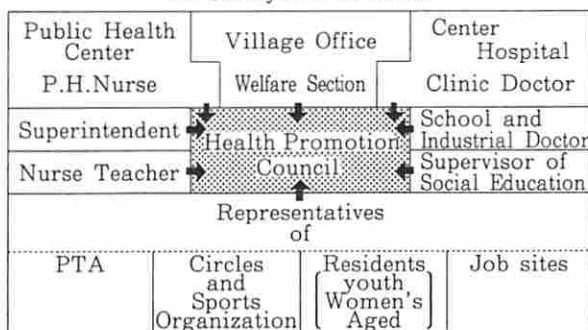 Public Health
Center
P.H.Nurse
Village Office
Welfare Section
Center
Hospital
Clinic Doctor
Superintendent
Nurse Teacher
Health Promotion
Council
School and
Industrial Doctor
Supervisor of
Social Education
Representatives
of
PTA
Circles
and
Sports
Organization
Residents
youth
Women's
Aged
Job sites